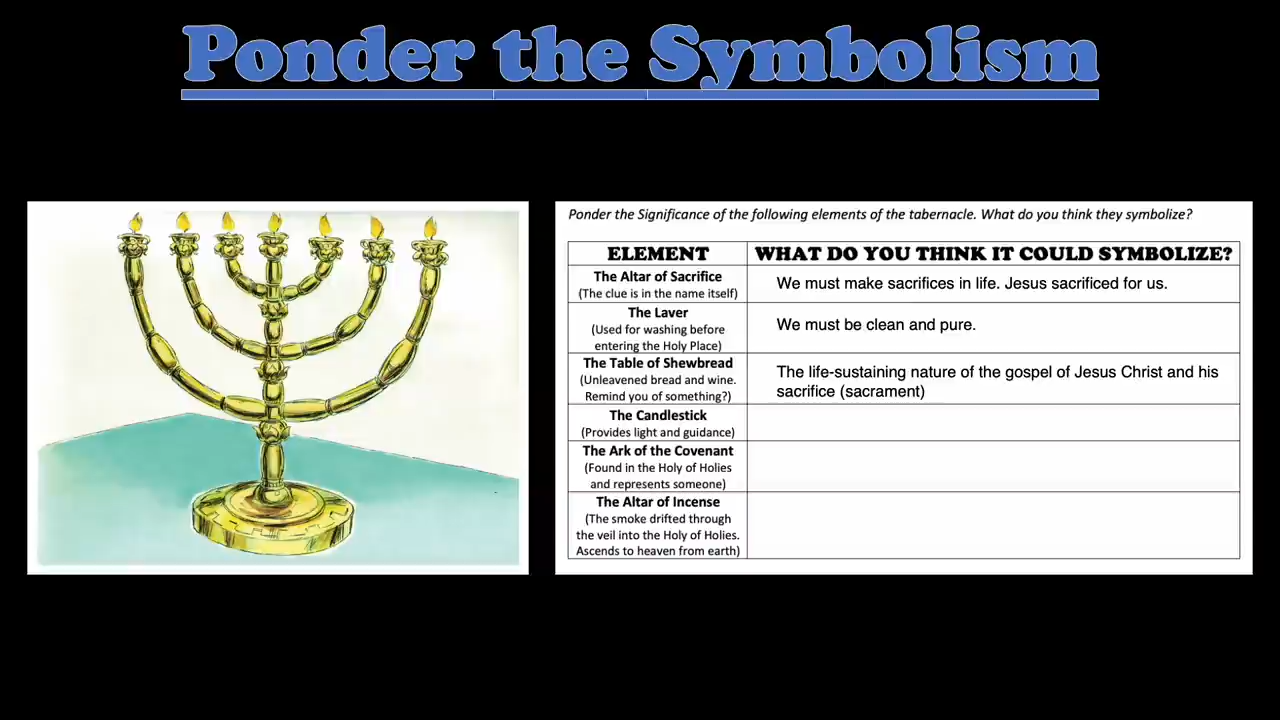 Ponder the Symbolism
Ponder the Significance of the following elements of the tabernacle. What do you think they symbolize?
ELEMENT
WHAT DO YOU THINK IT COULD SYMBOLIZE?
The Altar of Sacrifice
(The clue is in the name itself)
We must make sacrifices in life. Jesus sacrificed for us.
The Laver
(Used for washing before
entering the Holy Place)
We must be clean and pure.
The Table of Shewbread
(Unleavened bread and wine.
Remind you of something?)
The life-sustaining nature of the gospel of Jesus Christ and his
sacrifice (sacrament)
The Candlestick
(Provides light and guidance)
The Ark of the Covenant
(Found in the Holy of Holies
and represents someone)
The Altar of Incense
(The smoke drifted through
the veil into the Holy of Holies.
Ascends to heaven from earth)